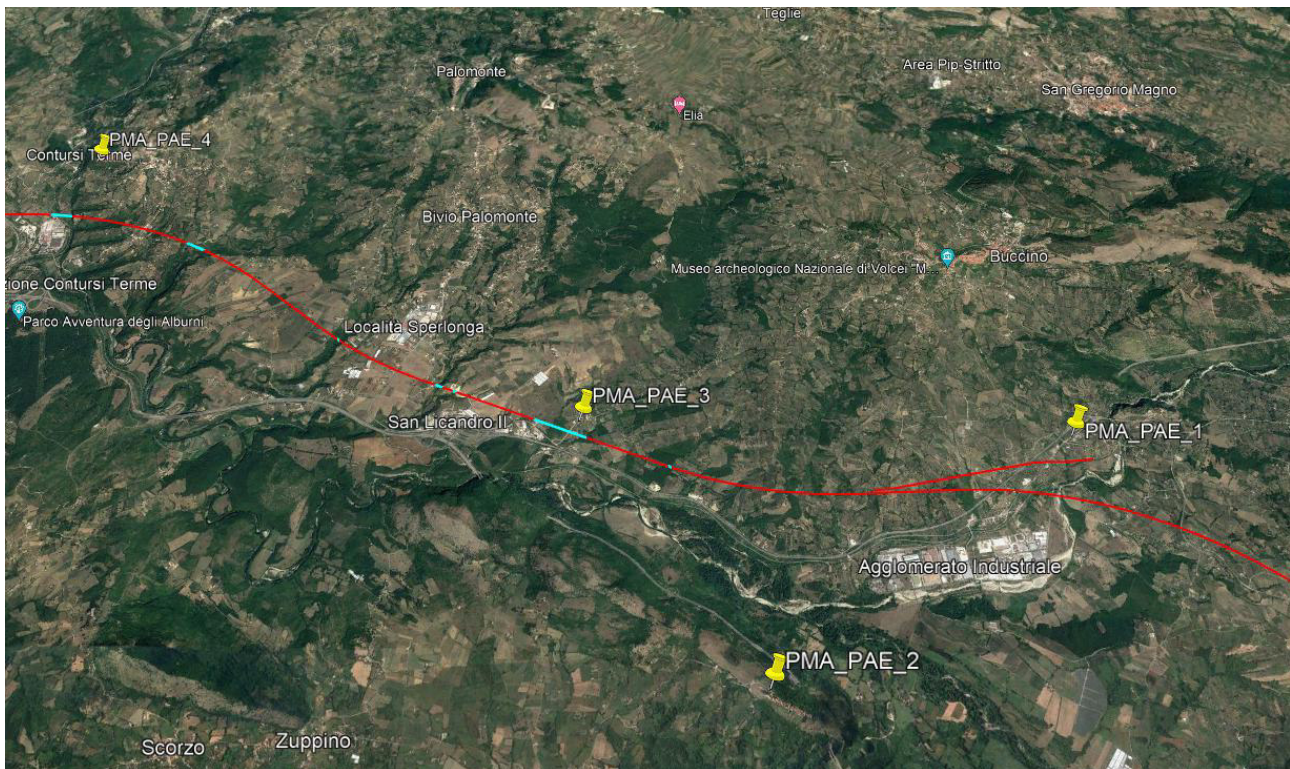 Teglie
Palomonte
Area Pip-Stritto
San Gregorio Magno
Elia
PMA_PAE_4
Contursi Terme
Bivio Palomonte
Buccino
Museo archeologico Nazionale di Volcei "M...
zione Contursi Terme
Parco Avventura degli Alburni
Località Sperlonga
PMA_PAE_3
San Licandro II
PMA_PAE_1
Agglomerato Industriale
PMA_PAE_2
Scorzo
Zuppino